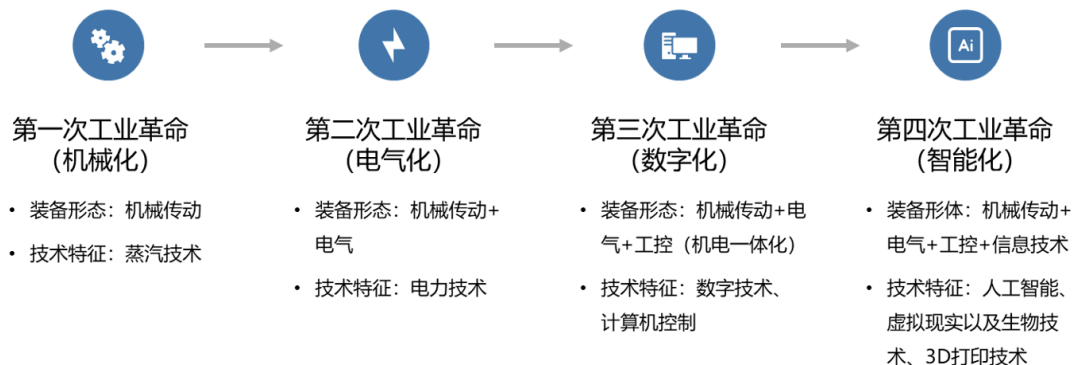 Ai
第一次工业革命
（机械化）
• 装备形态：机械传动
• 技术特征：蒸汽技术
第二次工业革命
（电气化）
• 装备形态：机械传动+
电气
• 技术特征：电力技术
第三次工业革命
（数字化）
• 装备形态：机械传动+电
气+工控（机电一体化）
• 技术特征：数字技术、
计算机控制
第四次工业革命
（智能化）
• 装备形体：机械传动+
电气+工控+信息技术
• 技术特征：人工智能、
虚拟现实以及生物技
术、3D打印技术